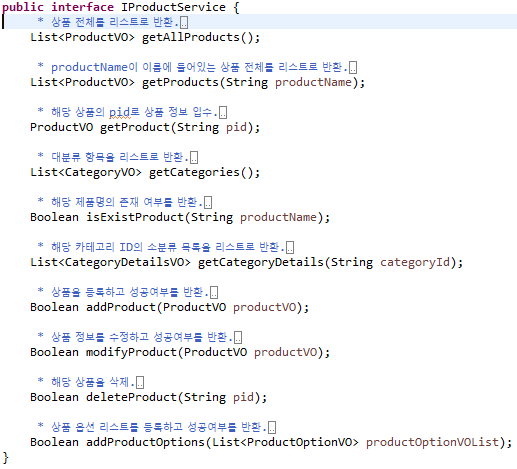 public interface IProductService {
* 상품 전체를 리스트로 반환.
List<ProductVO> getAllProducts();
* productName이 이름에 들어있는 상품 전체를 리스트로 반환.
List<ProductVO> getProducts(String productName);
* 해당 상품의 pid로 상품 정보 입수.
ProductVO getProduct(String pid);
* 대분류 항목을 리스트로 반환.
List<CategoryVO> getCategories();
* 해당 제품명의 존재 여부를 반환.
Boolean isExistProduct(String productName);
* 해당 카테고리 ID의 소분류 목록을 리스트로 반환.
List<CategoryDetailsVO> getCategoryDetails(String categoryId);
* 상품을 등록하고 성공여부를 반환.
Boolean addProduct(ProductVO productVO);
* 상품 정보를 수정하고 성공여부를 반환.
Boolean modifyProduct(ProductVO productVO);
* 해당 상품을 삭제.
Boolean deleteProduct(String pid);
* 상품 옵션 리스트를 등록하고 성공여부를 반환.
Boolean addProductOptions(List<ProductOptionVO> productOptionVOList);
}